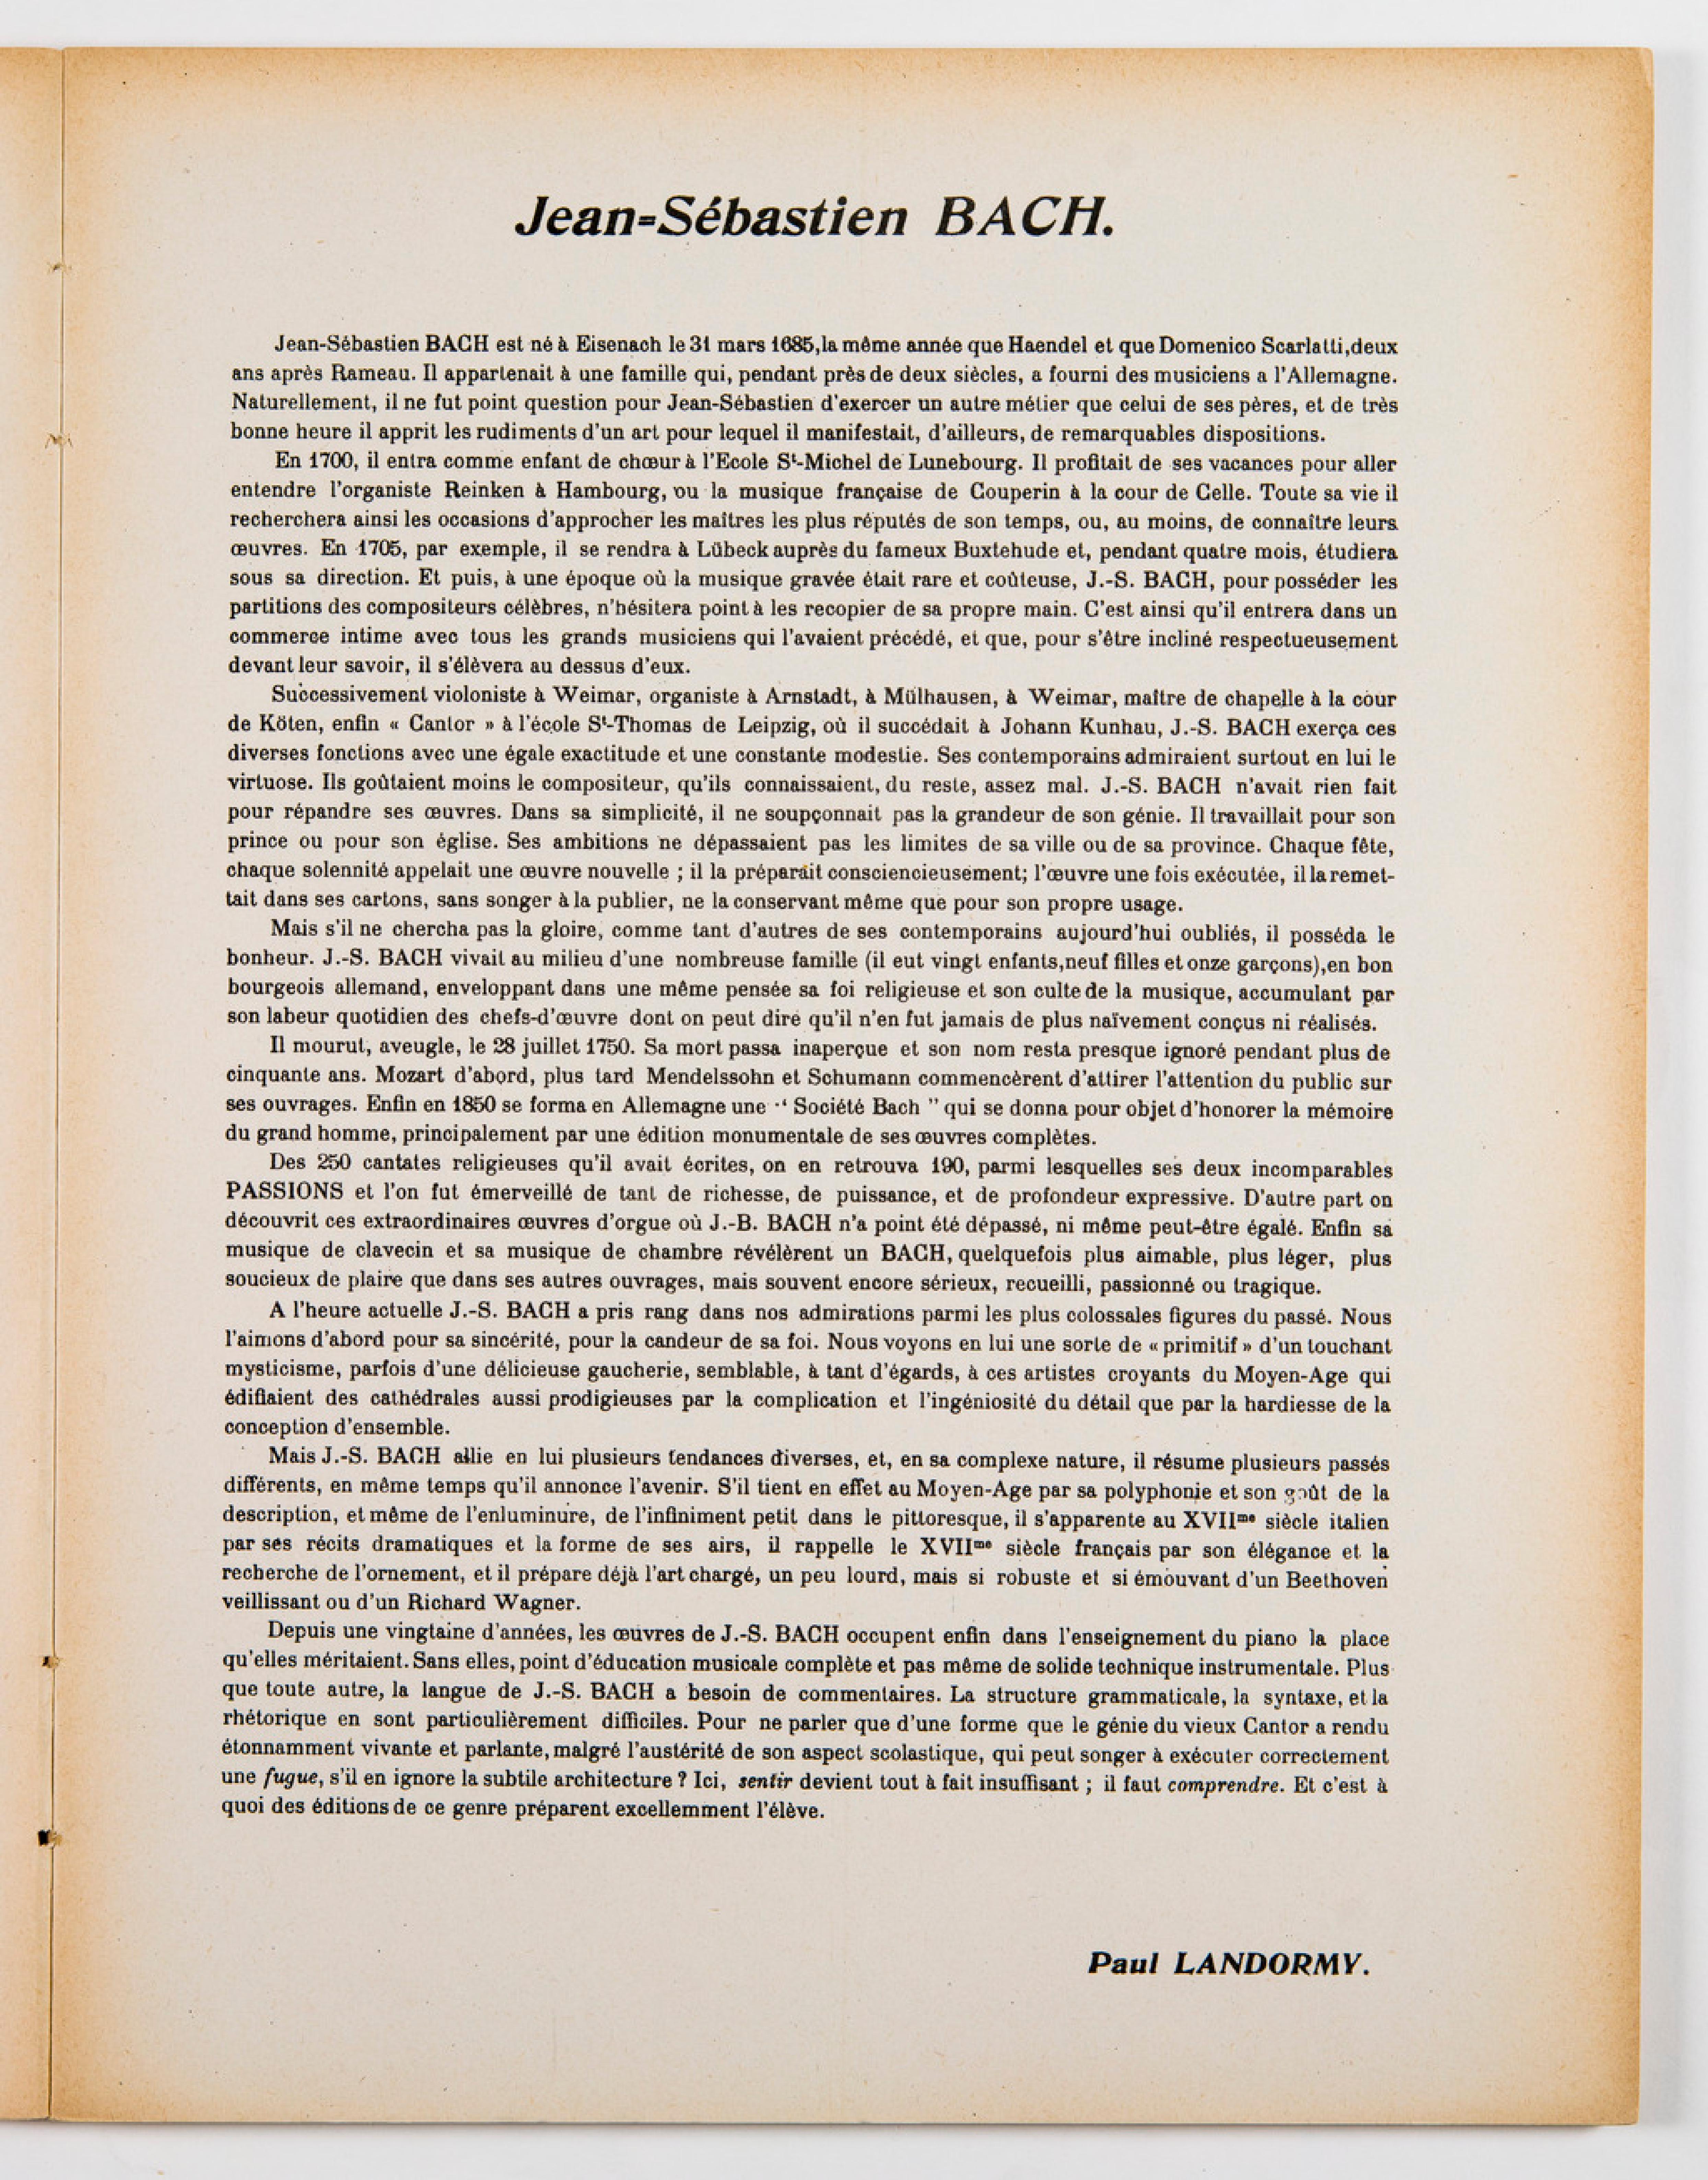 Jean-Sébastien BACH.
Jean-Sébastien BACH est né à Eisenach le 31 mars 1685, la même année que Haendel et que Domenico Scarlatti, deux
ans après Rameau. Il appartenait à une famille qui, pendant près de deux siècles, a fourni des musiciens a l'Allemagne.
Naturellement, il ne fut point question pour Jean-Sébastien d'exercer un autre métier que celui de ses pères, et de très
bonne heure il apprit les rudiments d'un art pour lequel il manifestait, d'ailleurs, de remarquables dispositions.
En 1700, il entra comme enfant de chœur à l'Ecole St-Michel de Lunebourg. Il profitait de ses vacances pour aller
entendre l'organiste Reinken à Hambourg, ou la musique française de Couperin à la cour de Celle. Toute sa vie il
recherchera ainsi les occasions d'approcher les maîtres les plus réputés de son temps, ou, au moins, de connaître leurs
œuvres. En 1705, par exemple, il se rendra à Lübeck auprès du fameux Buxtehude et, pendant quatre mois, étudiera
sous sa direction. Et puis, à une époque où la musique gravée était rare et coûteuse, J.-S. BACH, pour posséder les
partitions des compositeurs célèbres, n'hésitera point à les recopier de sa propre main. C'est ainsi qu'il entrera dans un
commerce intime avec tous les grands musiciens qui l'avaient précédé, et que, pour s'être incliné respectueusement
devant leur savoir, il s'élèvera au dessus d'eux.
Successivement violoniste à Weimar, organiste à Arnstadt, à Mülhausen, à Weimar, maître de chapelle à la cour
de Köten, enfin « Cantor » à l'école St-Thomas de Leipzig, où il succédait à Johann Kunhau, J.-S. BACH exerça ces
diverses fonctions avec une égale exactitude et une constante modestie. Ses contemporains admiraient surtout en lui le
virtuose. Ils goûtaient moins le compositeur, qu'ils connaissaient, du reste, assez mal. J.-S. BACH n'avait rien fait
pour répandre ses œuvres. Dans sa simplicité, il ne soupçonnait pas la grandeur de son génie. Il travaillait pour son
prince ou pour son église. Ses ambitions ne dépassaient pas les limites de sa ville ou de sa province. Chaque fête,
chaque solennité appelait une œuvre nouvelle ; il la préparait consciencieusement; l'œuvre une fois exécutée, il la remet-
tait dans ses cartons, sans songer à la publier, ne la conservant même que pour son propre usage.
Mais s'il ne chercha pas la gloire, comme tant d'autres de ses contemporains aujourd'hui oubliés, il posséda le
bonheur. J.-S. BACH vivait au milieu d'une nombreuse famille (il eut vingt enfants, neuf filles et onze garçons), en bon
bourgeois allemand, enveloppant dans une même pensée sa foi religieuse et son culte de la musique, accumulant par
son labeur quotidien des chefs-d'œuvre dont on peut dire qu'il n'en fut jamais de plus naïvement conçus ni réalisés.
Il mourut, aveugle, le 28 juillet 1750. Sa mort passa inaperçue et son nom resta presque ignoré pendant plus de
cinquante ans. Mozart d'abord, plus tard Mendelssohn et Schumann commencèrent d'attirer l'attention du public sur
ses ouvrages. Enfin en 1850 se forma en Allemagne une “ Société Bach ” qui se donna pour objet d'honorer la mémoire
du grand homme, principalement par une édition monumentale de ses œuvres complètes.
Des 250 cantates religieuses qu'il avait écrites, on en retrouva 190, parmi lesquelles ses deux incomparables
PASSIONS et l'on fut émerveillé de tant de richesse, de puissance, et de profondeur expressive. D'autre part on
découvrit ces extraordinaires œuvres d'orgue où J.-B. BACH n'a point été dépassé, ni même peut-être égalé. Enfin sa
musique de clavecin et sa musique de chambre révélèrent un BACH, quelquefois plus aimable, plus léger, plus
soucieux de plaire que dans ses autres ouvrages, mais souvent encore sérieux, recueilli, passionné ou tragique.
A l'heure actuelle J.-S. BACH a pris rang dans nos admirations parmi les plus colossales figures du passé. Nous
l'aimons d'abord pour sa sincérité, pour la candeur de sa foi. Nous voyons en lui une sorte de « primitif » d'un touchant
mysticisme, parfois d'une délicieuse gaucherie, semblable, à tant d'égards, à ces artistes croyants du Moyen-Age qui
édifiaient des cathédrales aussi prodigieuses par la complication et l'ingéniosité du détail que par la hardiesse de la
conception d'ensemble.
Mais J.-S. BACH allie en lui plusieurs tendances diverses, et, en sa complexe nature, il résume plusieurs passés
différents, en même temps qu'il annonce l'avenir. S'il tient en effet au Moyen-Age par sa polyphonie et son goût de la
description, et même de l'enluminure, de l'infiniment petit dans le pittoresque, il s'apparente au XVIIme siècle italien
par ses récits dramatiques et la forme de ses airs, il rappelle le XVIIme siècle français par son élégance et la
recherche de l'ornement, et il prépare déjà l'art chargé, un peu lourd, mais si robuste et si émouvant d'un Beethoven
veillissant ou d'un Richard Wagner.
Depuis une vingtaine d'années, les œuvres de J.-S. BACH occupent enfin dans l'enseignement du piano la place
qu'elles méritaient. Sans elles, point d'éducation musicale complète et pas même de solide technique instrumentale. Plus
que toute autre, la langue de J.-S. BACH a besoin de commentaires. La structure grammaticale, la syntaxe, et la
rhétorique en sont particulièrement difficiles. Pour ne parler que d'une forme que le génie du vieux Cantor a rendu
étonnamment vivante et parlante, malgré l'austérité de son aspect scolastique, qui peut songer à exécuter correctement
une fugue, s'il en ignore la subtile architecture ? Ici, sentir devient tout à fait insuffisant ; il faut comprendre. Et c'est à
quoi des éditions de ce genre préparent excellemment l'élève.
Paul LANDORMY.